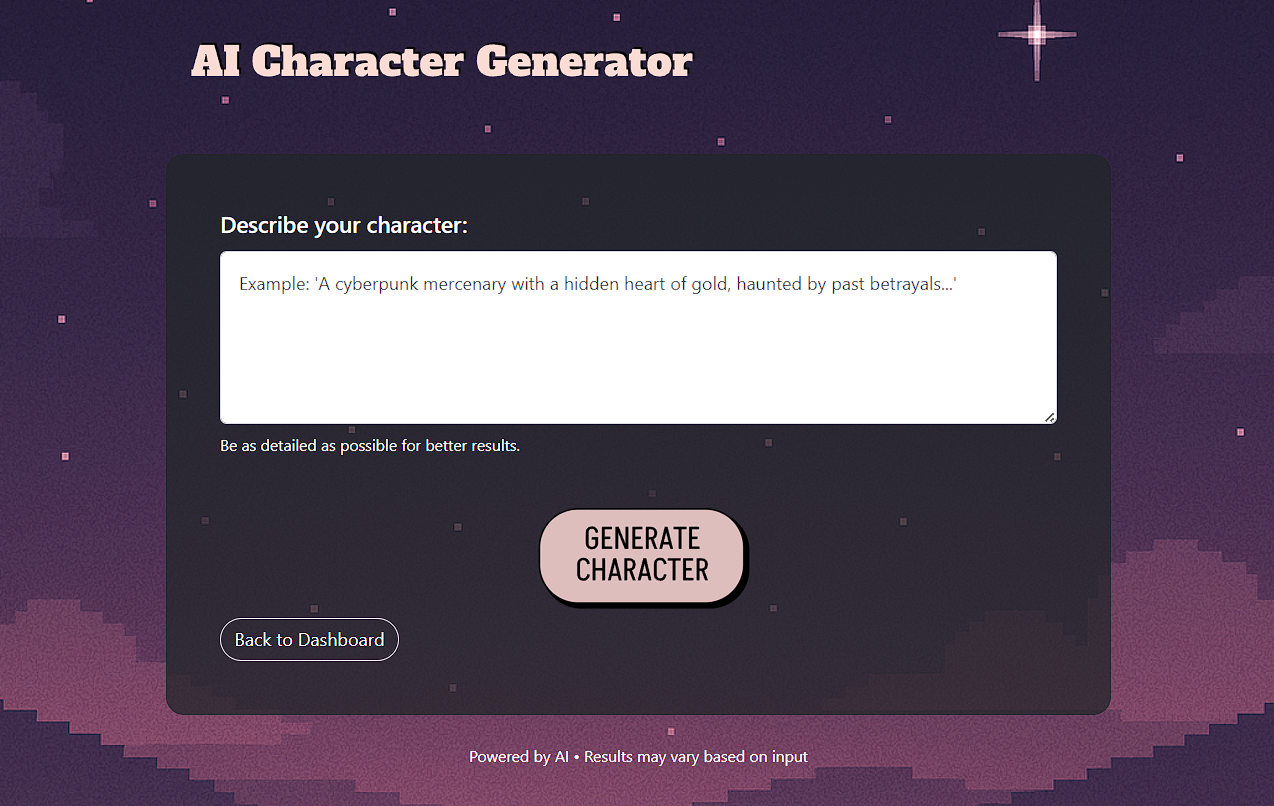 AI Character Generator
Describe your character:
Example: 'A cyberpunk mercenary with a hidden heart of gold, haunted by past betrayals...'
Be as detailed as possible for better results.
GENERATE
CHARACTER
Back to Dashboard
Powered by AI • Results may vary based on input